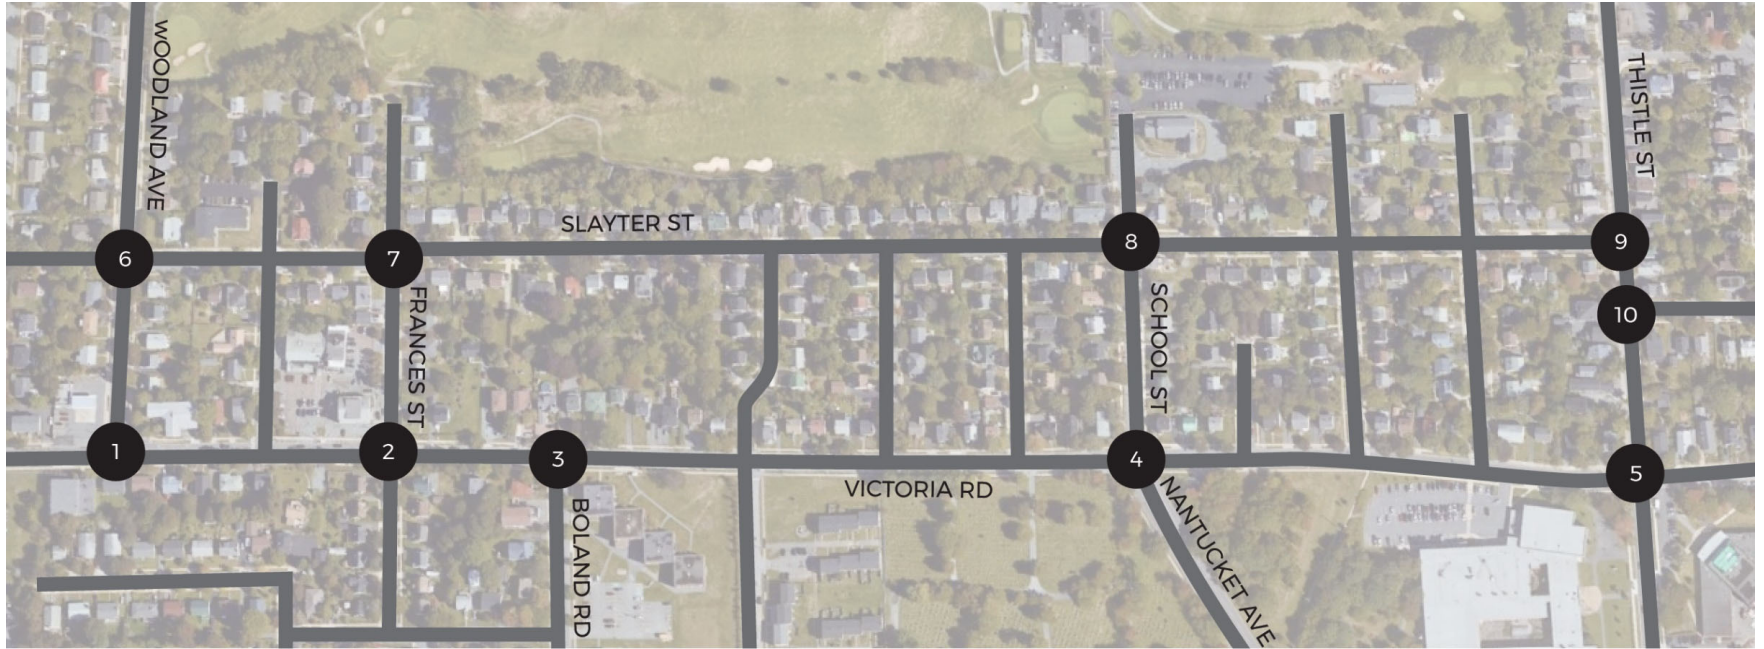 WOODLAND AVE
THISTLE ST
SLAYTER ST
6
7
8
9
10
FRANCES ST
SCHOOL ST
1
2
3
4
5
VICTORIA RD
BOLAND RD
NANTUCKET AVE